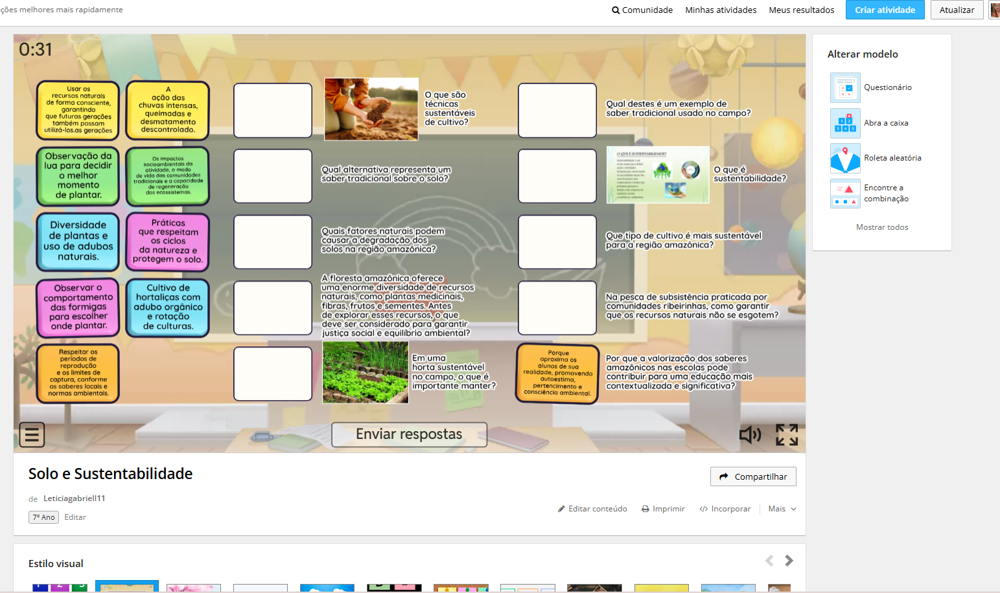 ções melhores mais rapidamente
Comunidade
Minhas atividades
Meus resultados
Criar atividade
Atualizar
0:31
Usar os
recursos naturais
de forma consciente,
garantindo
que futuras gerações
também possam
utilizá-los.as gerações
A
ação das
chuvas intensas,
queimadas e
desmatamento
descontrolado.
O que são
técnicas
sustentáveis
de cultivo?
Qual destes é um exemplo de
saber tradicional usado no campo?
Observação da
lua para decidir
o melhor
momento
de plantar.
Os impactos
socioambientais da
atividade, o modo
de vida das comunidades
tradicionais e a capacidade
de regeneração
dos ecossistemas.
Qual alternativa representa um
saber tradicional sobre o solo?
O QUE É SUSTENTABILIDADE?
O que é
sustentabilidade?
Diversidade
de plantas e
uso de adubos
naturais.
Práticas
que respeitam
os ciclos
da natureza e
protegem o solo.
Quais fatores naturais podem
causar a degradação dos
solos na região amazônica?
Que tipo de cultivo é mais sustentável
para a região amazônica?
Observar o
comportamento
das formigas
para escolher
onde plantar.
Cultivo de
hortaliças com
adubo orgânico
e rotação
de culturas.
A floresta amazônica oferece
uma enorme diversidade de recursos
naturais, como plantas medicinais,
fibras, frutos e sementes. Antes
de explorar esses recursos, o que
deve ser considerado para garantir
justiça social e equilíbrio ambiental?
Na pesca de subsistência praticada por
comunidades ribeirinhas, como garantir
que os recursos naturais não se esgotem?
Respeitar os
períodos de
reprodução
e os limites de
captura, conforme
os saberes locais e
normas ambientais.
Em uma
horta sustentável
no campo, o que é
importante manter?
Porque
aproxima os
alunos de sua
realidade, promovendo
autoestima,
pertencimento e
consciência ambiental.
Por que a valorização dos saberes
amazônicos nas escolas pode
contribuir para uma educação mais
contextualizada e significativa?
Enviar respostas
Alterar modelo
Questionário
Abra a caixa
Roleta aleatória
Encontre a
combinação
Mostrar todos
Solo e Sustentabilidade
Compartilhar
de Leticiagabriell11
7º Ano Editar
Editar conteúdo
Imprimir
Incorporar
Mais
Estilo visual